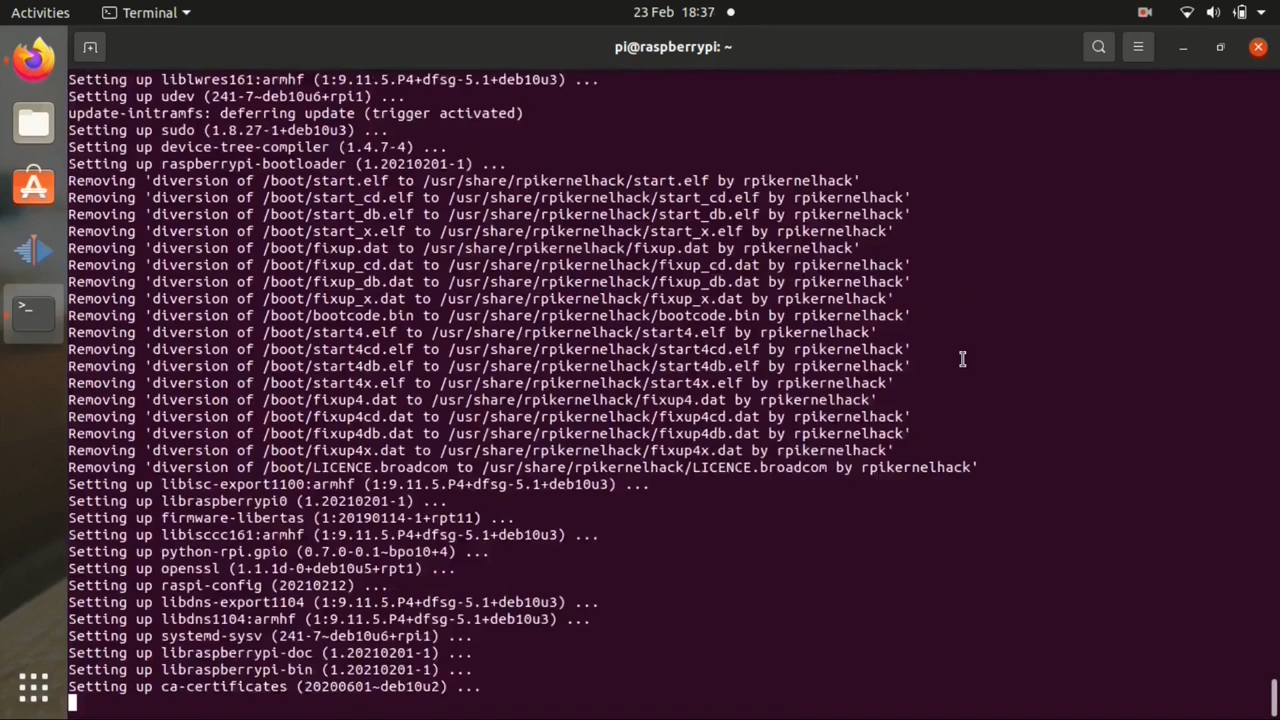 Activities Terminal 23 Feb 18:37
pi@raspberrypi: ~
Setting up liblwres161:armhf (1:9.11.5.P4+dfsg-5.1+deb10u3) ...
Setting up udev (241-7~deb10u6+rpi1) ...
update-initramfs: deferring update (trigger activated)
Setting up sudo (1.8.27-1+deb10u3) ...
Setting up device-tree-compiler (1.4.7-4) ...
Setting up raspberrypi-bootloader (1.20210201-1) ...
Removing 'diversion of /boot/start.elf to /usr/share/rpikernelhack/start.elf by rpikernelhack'
Removing 'diversion of /boot/start_cd.elf to /usr/share/rpikernelhack/start_cd.elf by rpikernelhack'
Removing 'diversion of /boot/start_db.elf to /usr/share/rpikernelhack/start_db.elf by rpikernelhack'
Removing 'diversion of /boot/start_x.elf to /usr/share/rpikernelhack/start_x.elf by rpikernelhack'
Removing 'diversion of /boot/fixup.dat to /usr/share/rpikernelhack/fixup.dat by rpikernelhack'
Removing 'diversion of /boot/fixup_cd.dat to /usr/share/rpikernelhack/fixup_cd.dat by rpikernelhack'
Removing 'diversion of /boot/fixup_db.dat to /usr/share/rpikernelhack/fixup_db.dat by rpikernelhack'
Removing 'diversion of /boot/fixup_x.dat to /usr/share/rpikernelhack/fixup_x.dat by rpikernelhack'
Removing 'diversion of /boot/bootcode.bin to /usr/share/rpikernelhack/bootcode.bin by rpikernelhack'
Removing 'diversion of /boot/start4.elf to /usr/share/rpikernelhack/start4.elf by rpikernelhack'
Removing 'diversion of /boot/start4cd.elf to /usr/share/rpikernelhack/start4cd.elf by rpikernelhack'
Removing 'diversion of /boot/start4db.elf to /usr/share/rpikernelhack/start4db.elf by rpikernelhack'
Removing 'diversion of /boot/start4x.elf to /usr/share/rpikernelhack/start4x.elf by rpikernelhack'
Removing 'diversion of /boot/fixup4.dat to /usr/share/rpikernelhack/fixup4.dat by rpikernelhack'
Removing 'diversion of /boot/fixup4cd.dat to /usr/share/rpikernelhack/fixup4cd.dat by rpikernelhack'
Removing 'diversion of /boot/fixup4db.dat to /usr/share/rpikernelhack/fixup4db.dat by rpikernelhack'
Removing 'diversion of /boot/fixup4x.dat to /usr/share/rpikernelhack/fixup4x.dat by rpikernelhack'
Removing 'diversion of /boot/LICENCE.broadcom to /usr/share/rpikernelhack/LICENCE.broadcom by rpikernelhack'
Setting up libisc-export1100:armhf (1:9.11.5.P4+dfsg-5.1+deb10u3) ...
Setting up libraspberrypi0 (1.20210201-1) ...
Setting up firmware-libertas (1:20190114-1+rpt11) ...
Setting up libisccc161:armhf (1:9.11.5.P4+dfsg-5.1+deb10u3) ...
Setting up python-rpi.gpio (0.7.0-0.1~bpo10+4) ...
Setting up openssl (1.1.1d-0+deb10u5+rpt1) ...
Setting up raspi-config (20210212) ...
Setting up libdns-export1104 (1:9.11.5.P4+dfsg-5.1+deb10u3) ...
Setting up libdns1104:armhf (1:9.11.5.P4+dfsg-5.1+deb10u3) ...
Setting up systemd-sysv (241-7~deb10u6+rpi1) ...
Setting up libraspberrypi-doc (1.20210201-1) ...
Setting up libraspberrypi-bin (1.20210201-1) ...
Setting up ca-certificates (20200601~deb10u2) ...